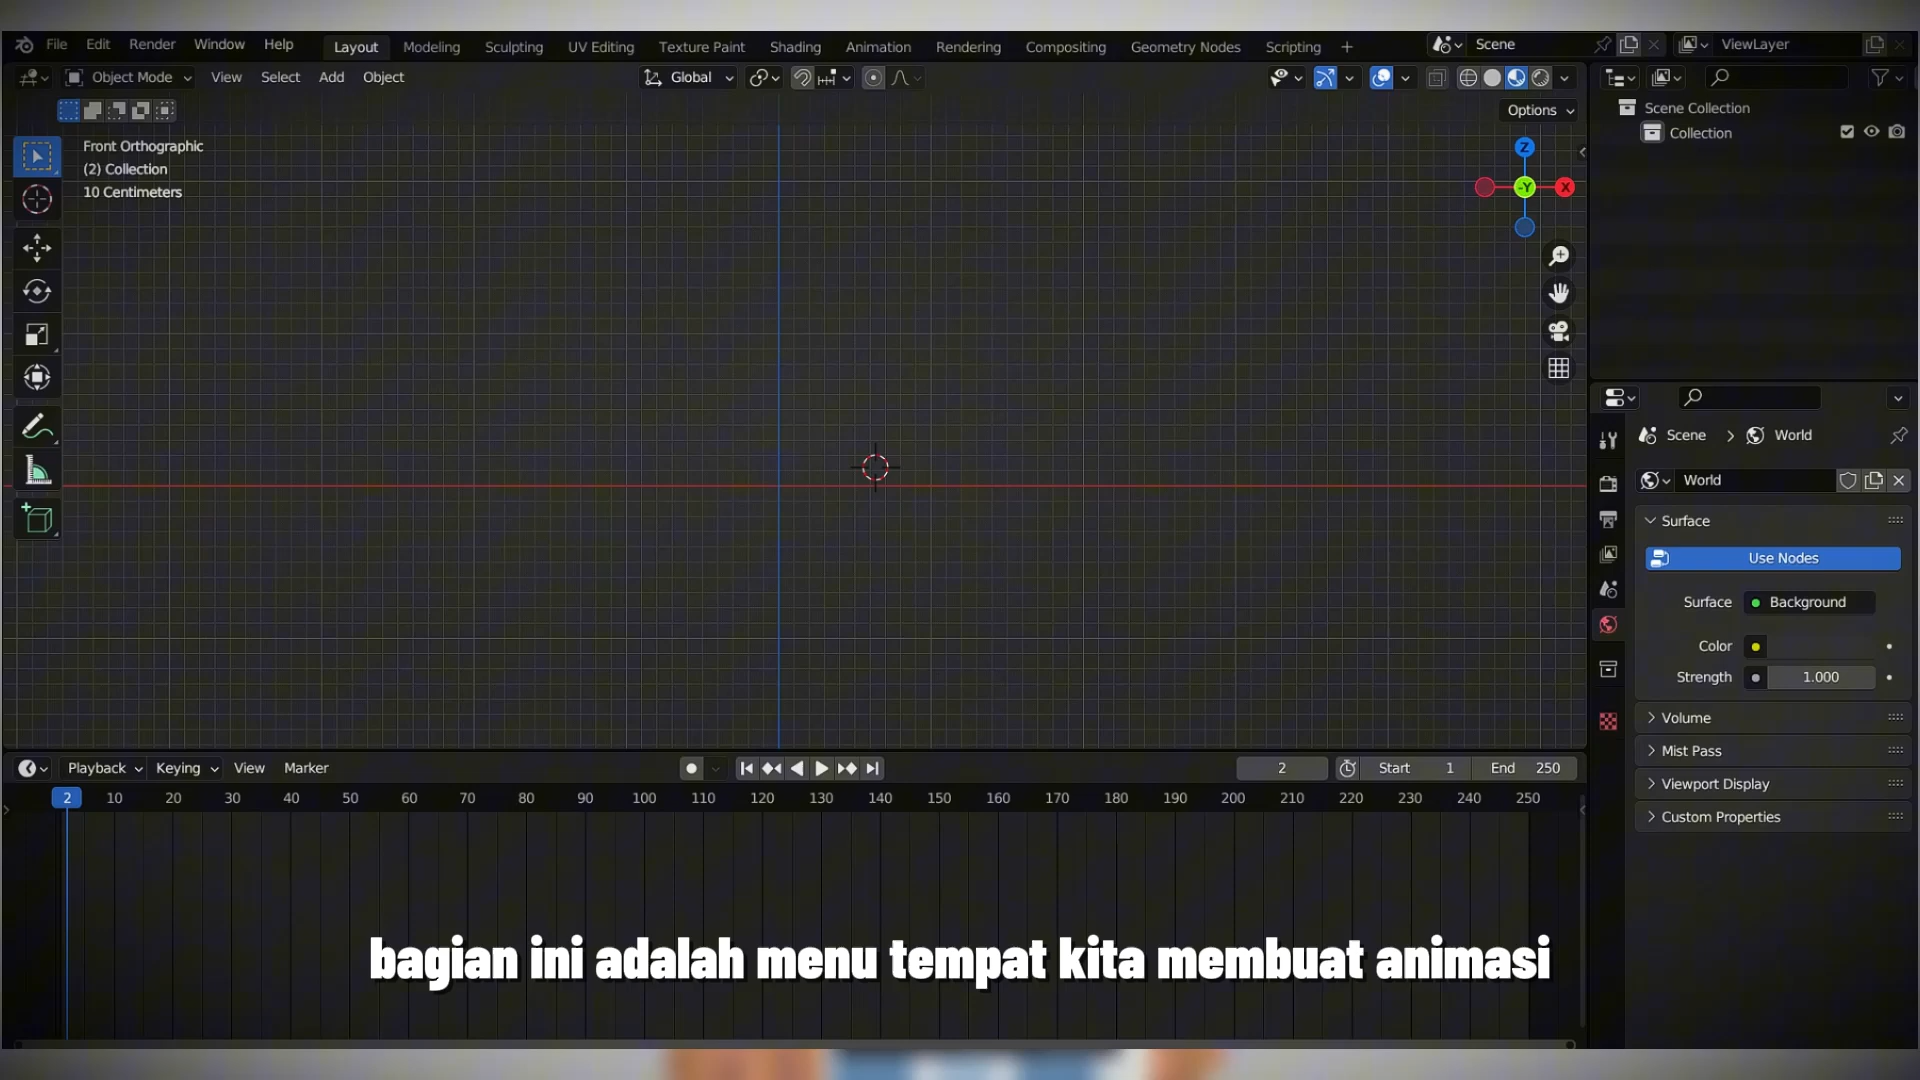 File Edit Render Window Help Layout Modeling Sculpting UV Editing Texture Paint Shading Animation Rendering Compositing Geometry Nodes Scripting + Scene ViewLayer
Object Mode View Select Add Object Global
Options
Front Orthographic
(2) Collection
10 Centimeters
Z
-Y
X
Scene Collection
Collection
Scene > World
World
Surface
Use Nodes
Surface Background
Color
Strength 1.000
Volume
Mist Pass
Viewport Display
Custom Properties
Playback Keying View Marker 2 Start 1 End 250
2 10 20 30 40 50 60 70 80 90 100 110 120 130 140 150 160 170 180 190 200 210 220 230 240 250
bagian ini adalah menu tempat kita membuat animasi